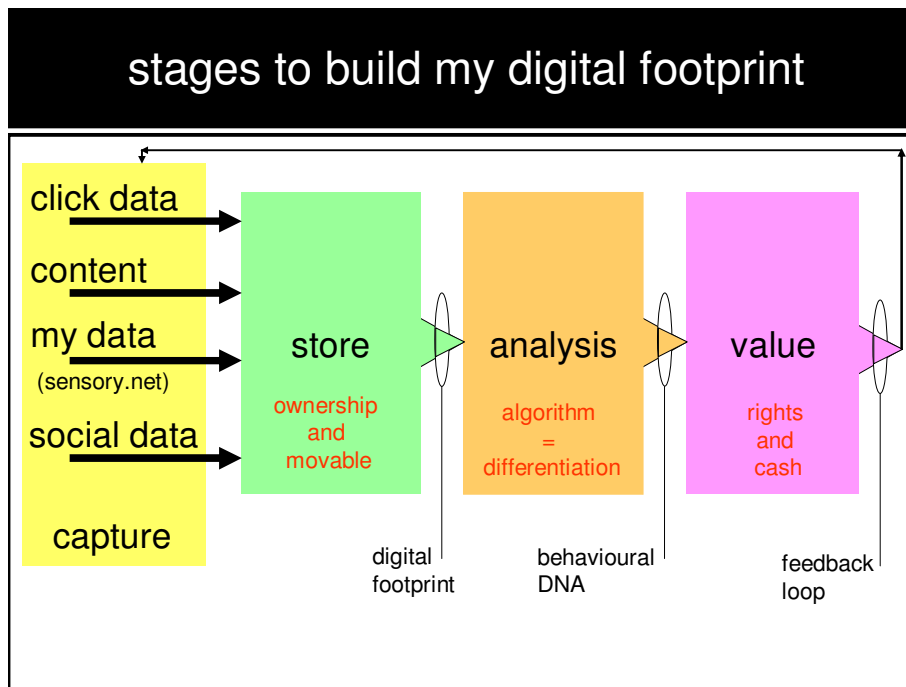 stages to build my digital footprint
click data
content
my data
(sensory.net)
social data
capture
store
ownership
and
movable
analysis
algorithm
=
differentiation
value
rights
and
cash
digital
footprint
behavioural
DNA
feedback
loop